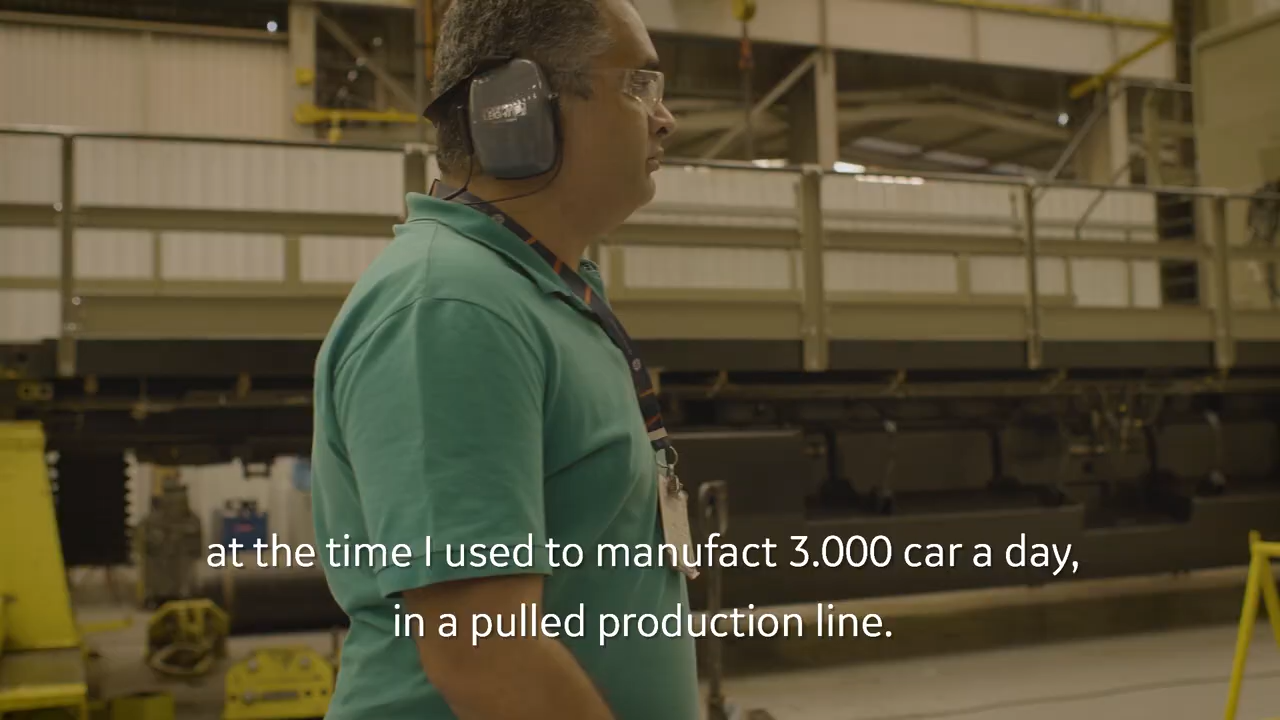 at the time I used to manufact 3.000 car a day,
in a pulled production line.